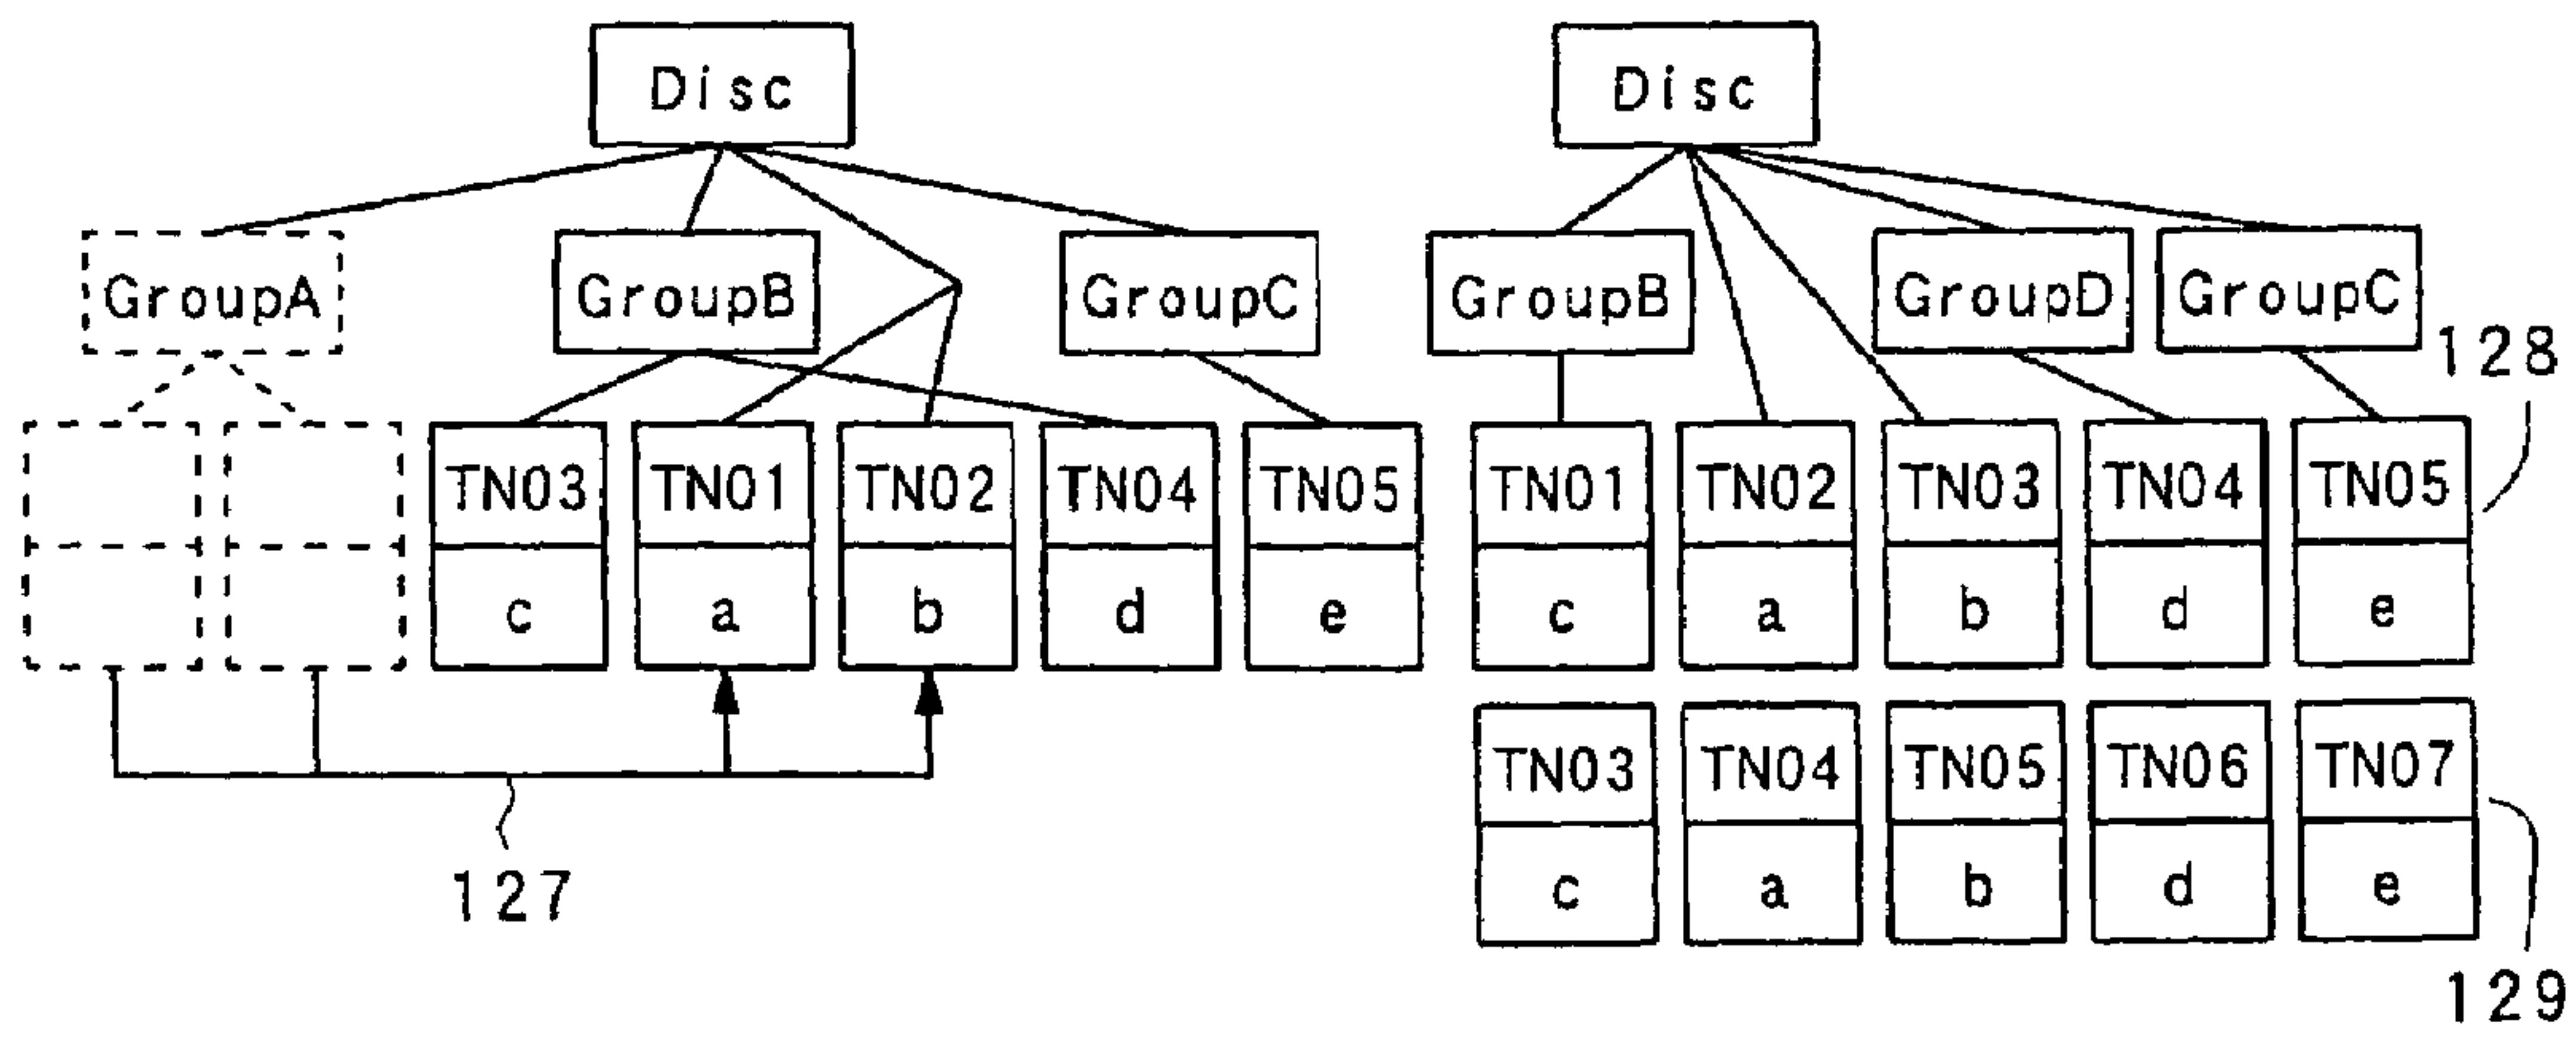 Disc Disc
GroupA GroupB GroupC GroupB GroupD GroupC
128
TN03 TN01 TN02 TN04 TN05 TN01 TN02 TN03 TN04 TN05
c a b d e c a b d e
TN03 TN04 TN05 TN06 TN07
127 c a b d e
129